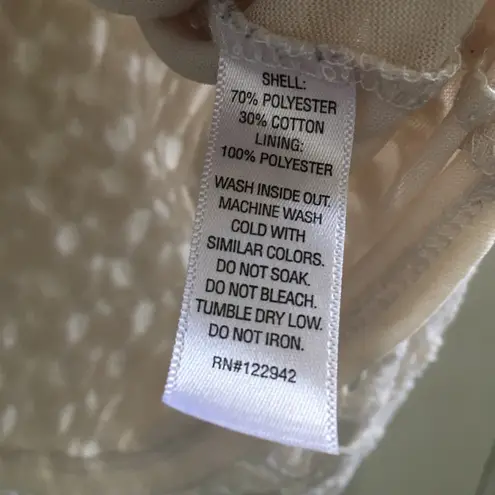 SHELL:
70% POLYESTER
30% COTTON
LINING:
100% POLYESTER
WASH INSIDE OUT.
MACHINE WASH
COLD WITH
SIMILAR COLORS.
DO NOT SOAK.
DO NOT BLEACH.
TUMBLE DRY LOW.
DO NOT IRON.
RN#122942